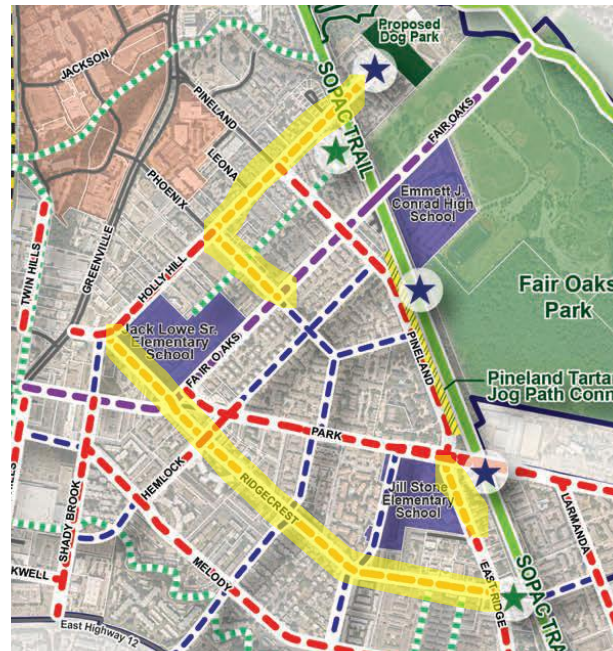 Proposed
Dog Park
JACKSON
PINELAND
SOPAC TRAIL
LEONA
FAIR OAKS
PHOENIX
Emmett J.
Conrad High
School
TWIN HILLS
GREENVILLE
HOLLY HILL
Fair Oaks
Park
Jack Lowe Sr.
Elementary
School
FAIR OAKS
PINELAND
Pineland Tartan
Jog Path Conn
PARK
HEMLOCK
RIDGECREST
Jill Stone
Elementary
School
LARMANDA
SHADY BROOK
MELODY
KWELL
EAST RIDGE
SOPAC TRA
East Highway 12